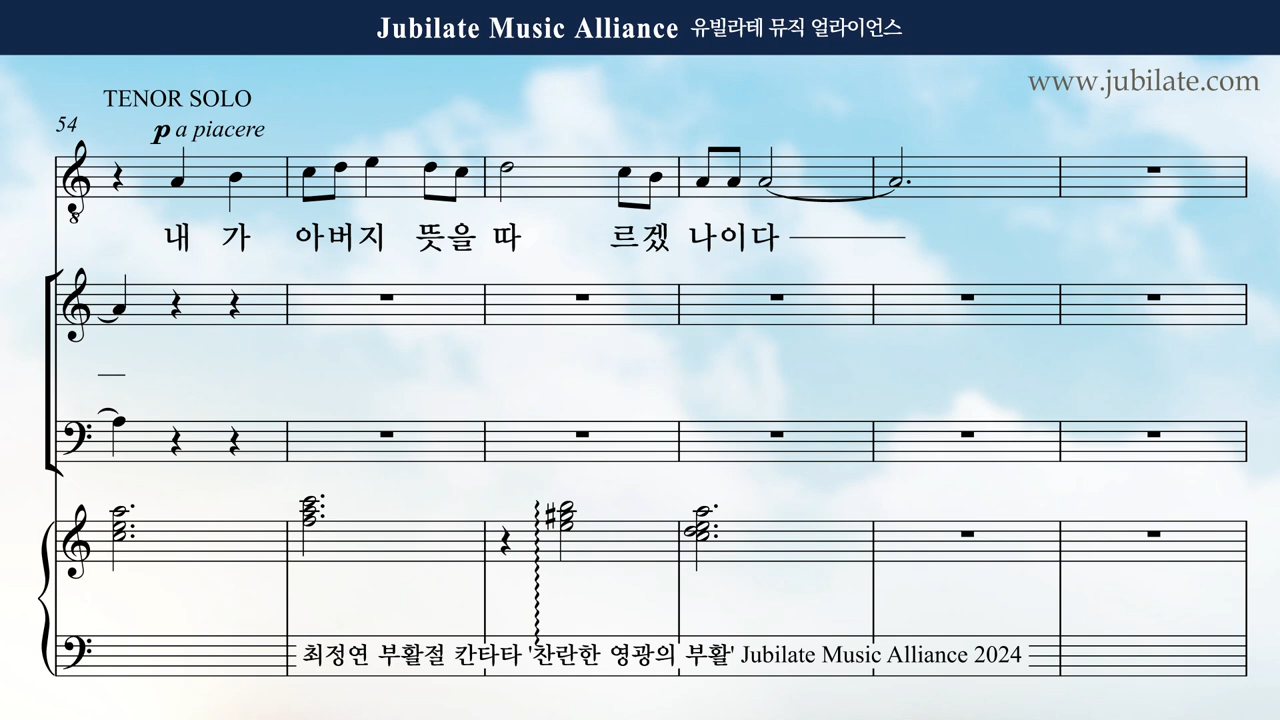 Jubilate Music Alliance 유빌라테 뮤직 얼라이언스
www.jubilate.com
TENOR SOLO
54
p a piacere
8
내 가 아버지 뜻을 따 르겠 나이다
최정연 부활절 칸타타 '찬란한 영광의 부활' Jubilate Music Alliance 2024